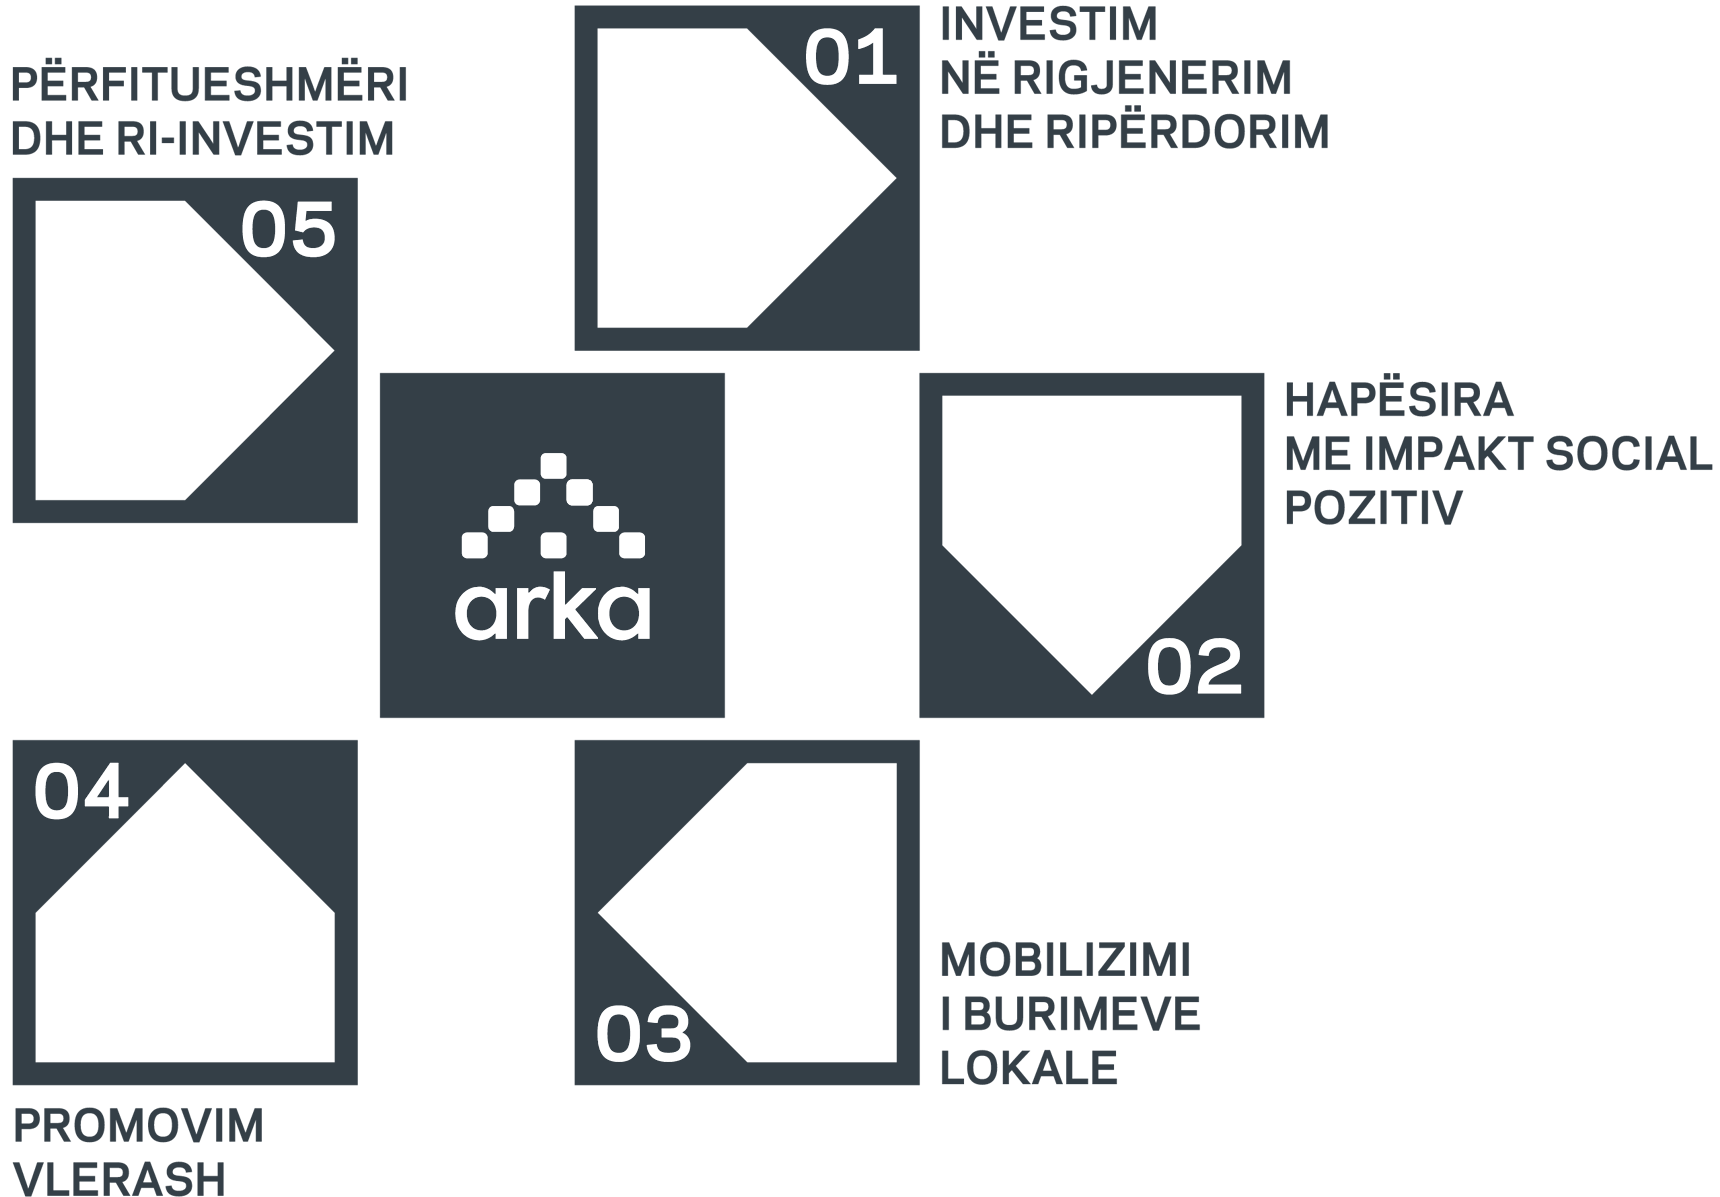 01
INVESTIM
NË RIGJENERIM
DHE RIPËRDORIM
02
HAPËSIRA
ME IMPAKT SOCIAL
POZITIV
03
MOBILIZIMI
I BURIMEVE
LOKALE
04
PROMOVIM
VLERASH
05
PËRFITUESHMËRI
DHE RI-INVESTIM
arka